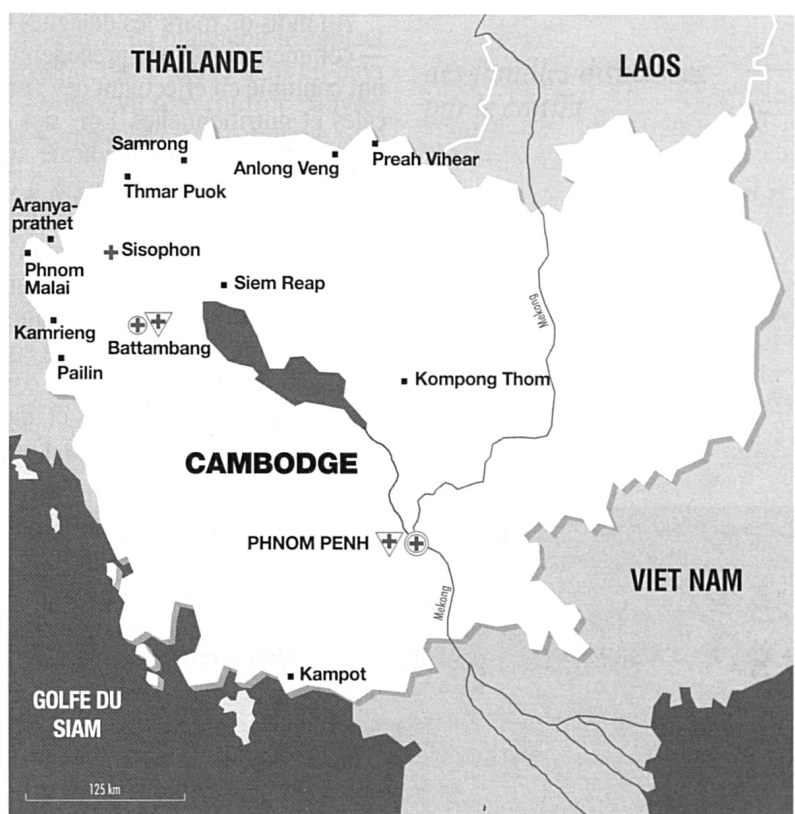 THAÏLANDE
LAOS
Samrong
Anlong Veng
Preah Vihear
Thmar Puok
Aranya-
prathet
Sisophon
Phnom
Malai
Siem Reap
Mekong
Kamrieng
Battambang
Pailin
Kompong Thom
CAMBODGE
PHNOM PENH
VIET NAM
Mekong
Kampot
GOLFE DU
SIAM
125 km